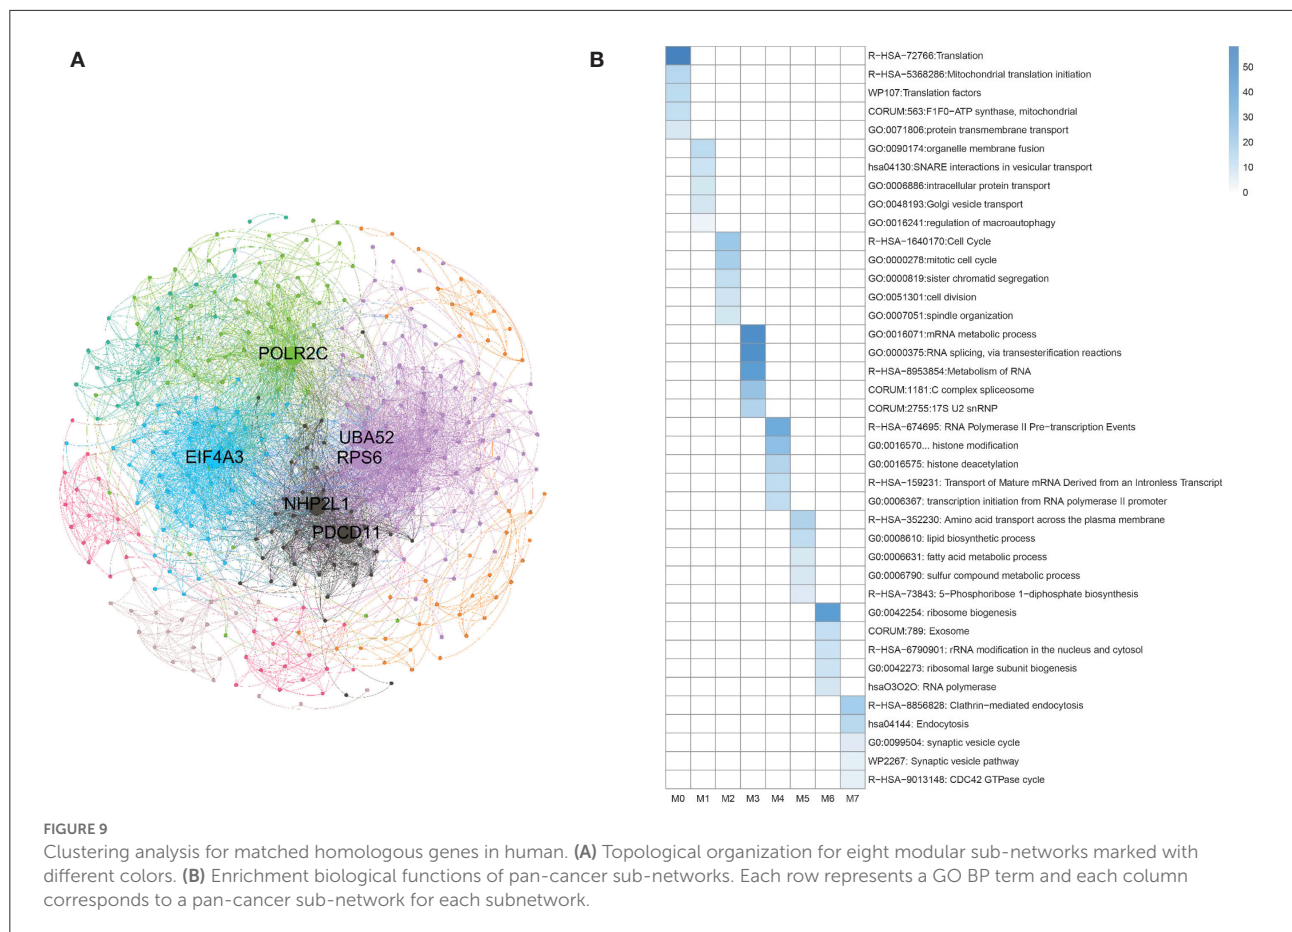 A
POLR2C
UBA52
EIF4A3
RPS6
NHP2L1
PDCD11
B
R-HSA-72766:Translation
R-HSA-5368286:Mitochondrial translation initiation
WP107:Translation factors
CORUM:563:F1F0-ATP synthase, mitochondrial
GO:0071806:protein transmembrane transport
GO:0090174:organelle membrane fusion
hsa04130:SNARE interactions in vesicular transport
GO:0006886:intracellular protein transport
GO:0048193:Golgi vesicle transport
GO:0016241:regulation of macroautophagy
R-HSA-1640170:Cell Cycle
GO:0000278:mitotic cell cycle
GO:0000819:sister chromatid segregation
GO:0051301:cell division
GO:0007051:spindle organization
GO:0016071:mRNA metabolic process
GO:0000375:RNA splicing, via transesterification reactions
R-HSA-8953854:Metabolism of RNA
CORUM:1181:C complex spliceosome
CORUM:2755:17S U2 snRNP
R-HSA-674695: RNA Polymerase II Pre-transcription Events
G0:0016570... histone modification
G0:0016575: histone deacetylation
R-HSA-159231: Transport of Mature mRNA Derived from an Intronless Transcript
G0:0006367: transcription initiation from RNA polymerase II promoter
R-HSA-352230: Amino acid transport across the plasma membrane
G0:0008610: lipid biosynthetic process
G0:0006631: fatty acid metabolic process
G0:0006790: sulfur compound metabolic process
R-HSA-73843: 5-Phosphoribose 1-diphosphate biosynthesis
G0:0042254: ribosome biogenesis
CORUM:789: Exosome
R-HSA-6790901: rRNA modification in the nucleus and cytosol
G0:0042273: ribosomal large subunit biogenesis
hsaO3O2O: RNA polymerase
R-HSA-8856828: Clathrin-mediated endocytosis
hsa04144: Endocytosis
G0:0099504: synaptic vesicle cycle
WP2267: Synaptic vesicle pathway
R-HSA-9013148: CDC42 GTPase cycle
M0 M1 M2 M3 M4 M5 M6 M7
50
40
30
20
10
0
FIGURE 9
Clustering analysis for matched homologous genes in human. (A) Topological organization for eight modular sub-networks marked with
different colors. (B) Enrichment biological functions of pan-cancer sub-networks. Each row represents a GO BP term and each column
corresponds to a pan-cancer sub-network for each subnetwork.